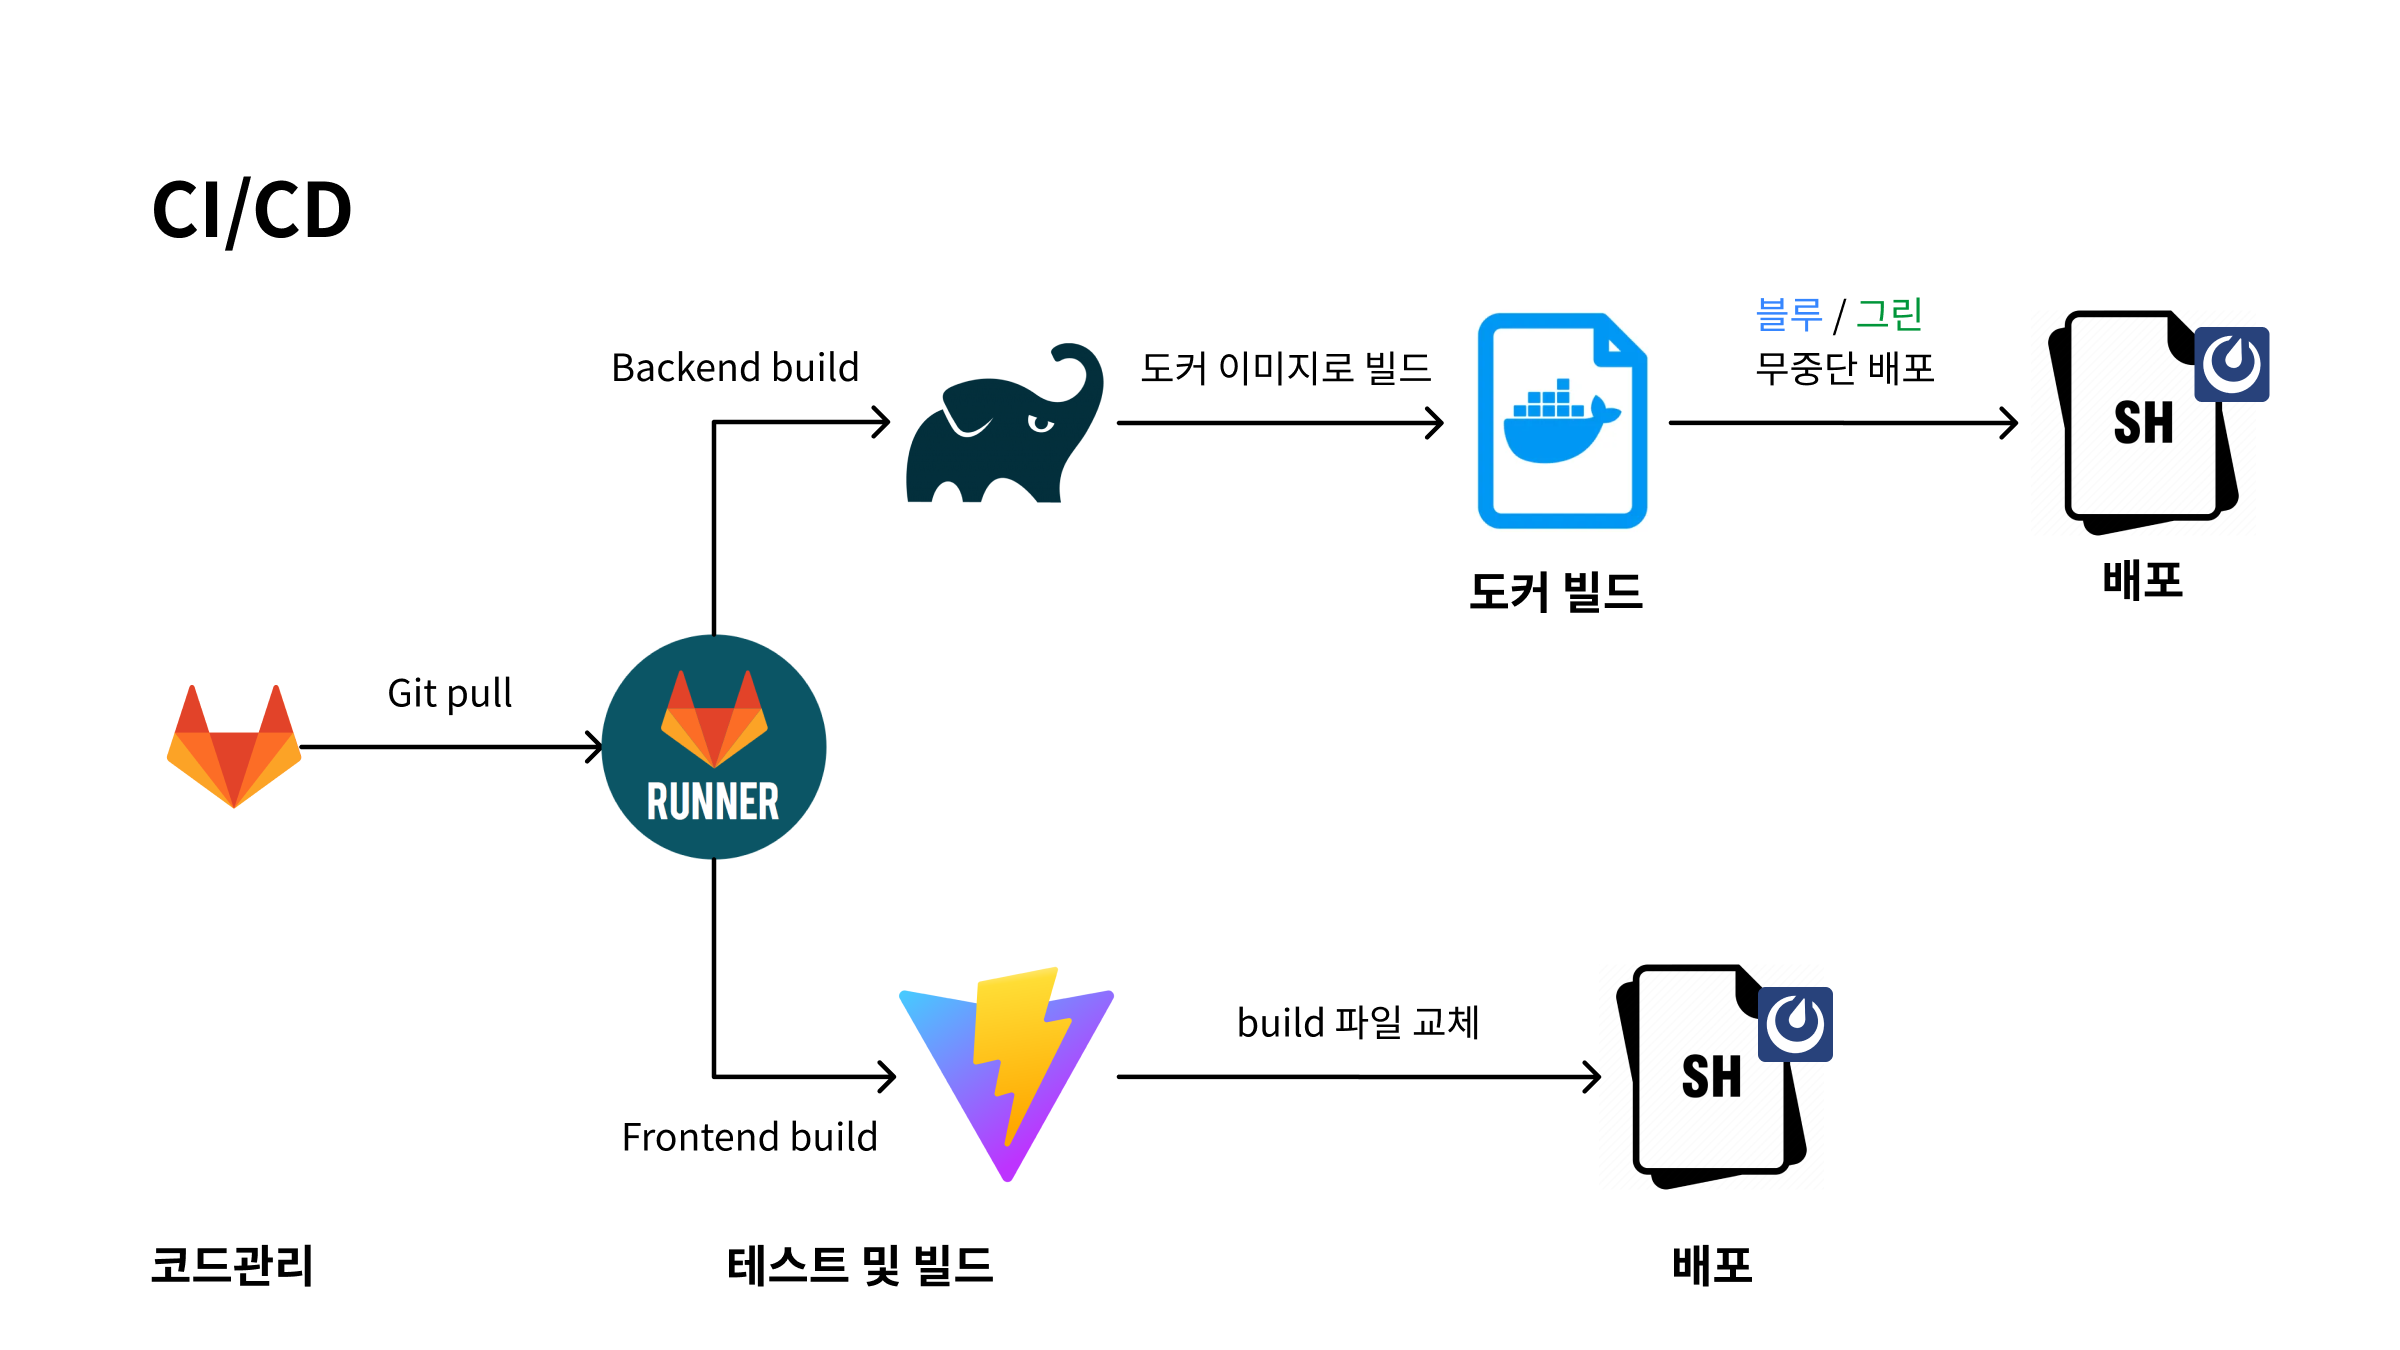 CI/CD
블루 / 그린
무중단 배포
Backend build
도커 이미지로 빌드
SH
도커 빌드
배포
Git pull
RUNNER
build 파일 교체
SH
Frontend build
코드관리
테스트 및 빌드
배포